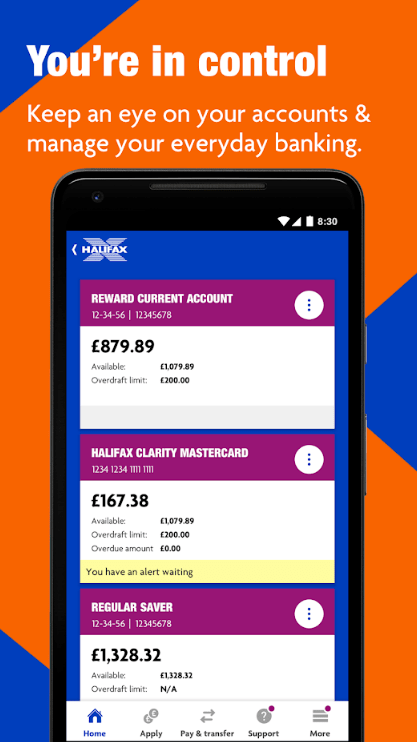 You're in control
Keep an eye on your accounts &
manage your everyday banking.
8:30
HALIFAX
REWARD CURRENT ACCOUNT
12-34-56 | 12345678
£879.89
Available: £1,079.89
Overdraft limit: £200.00
HALIFAX CLARITY MASTERCARD
1234 1234 1111 1111
£167.38
Available: £1,079.89
Overdraft limit: £200.00
Overdue amount £0.00
You have an alert waiting
REGULAR SAVER
12-34-56 | 12345678
£1,328.32
Available: £1,328.32
Overdraft limit: N/A
Home Apply Pay & transfer Support More